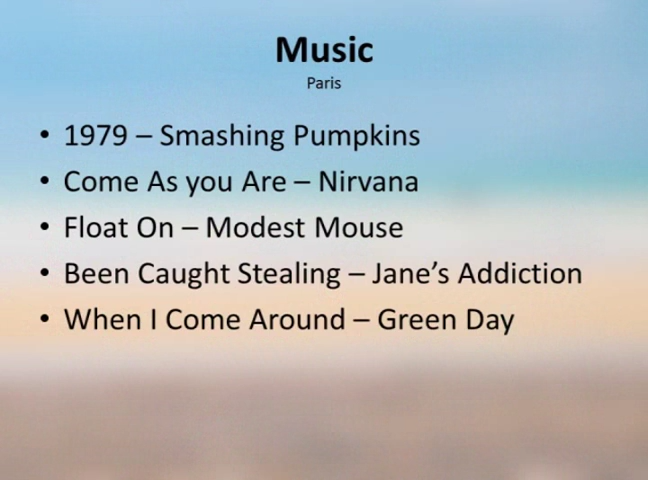 Music
Paris
• 1979 – Smashing Pumpkins
• Come As you Are – Nirvana
• Float On – Modest Mouse
• Been Caught Stealing – Jane’s Addiction
• When I Come Around – Green Day